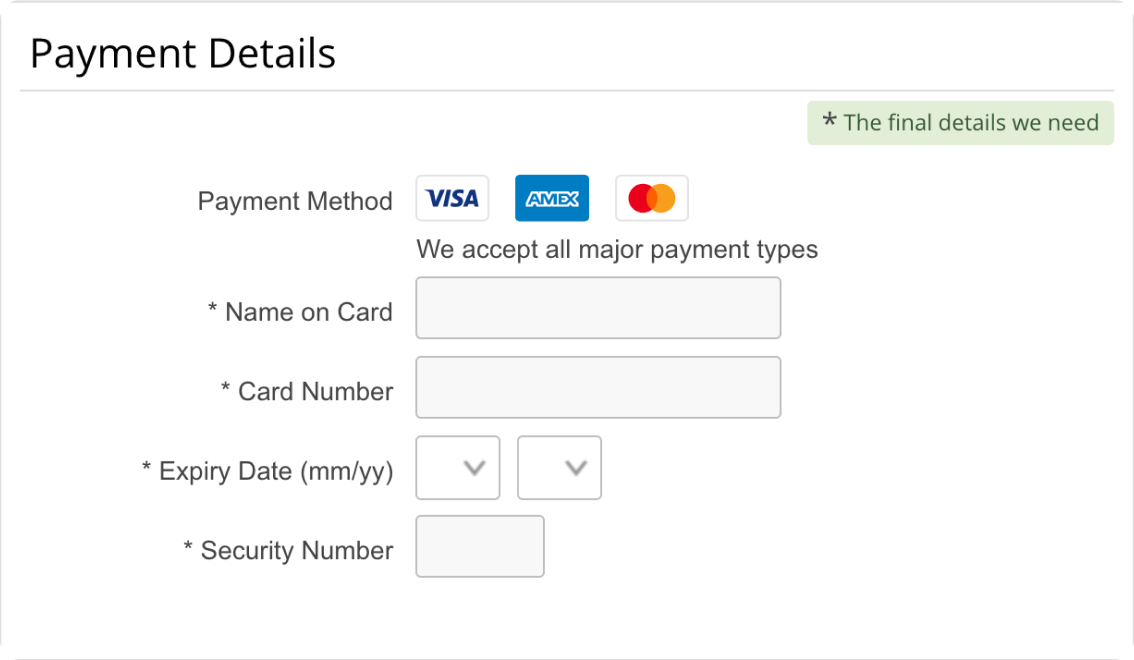 Payment Details
* The final details we need
Payment Method VISA AMEX
We accept all major payment types
* Name on Card
* Card Number
* Expiry Date (mm/yy)
* Security Number